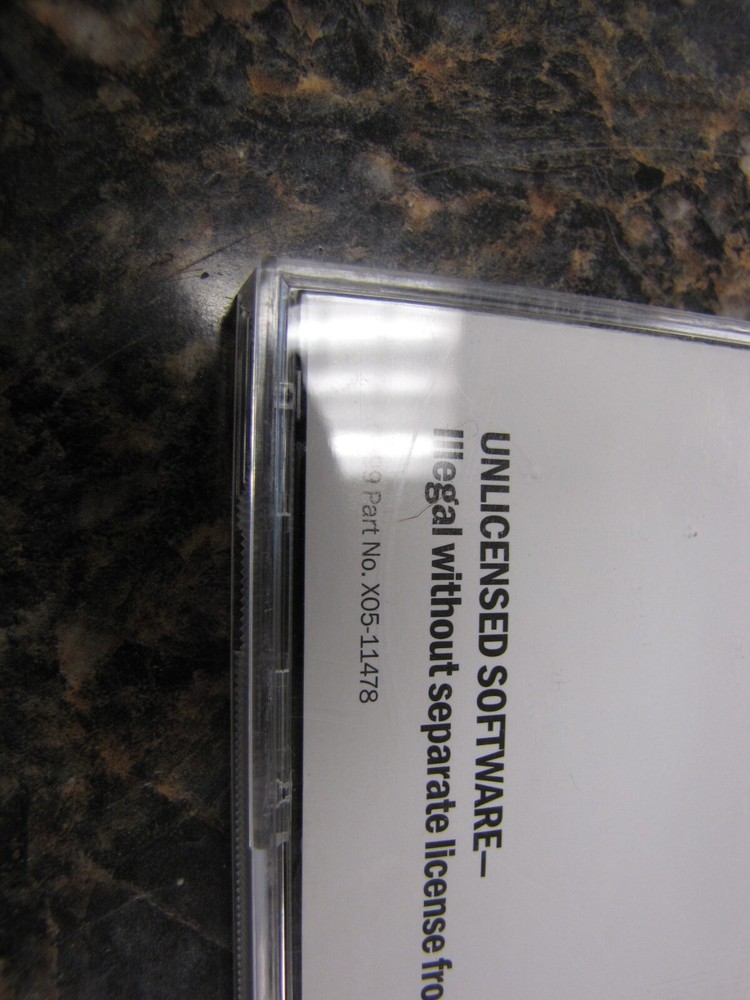 UNLICENSED SOFTWARE—
Illegal without separate license fro
Part No. X05-11478